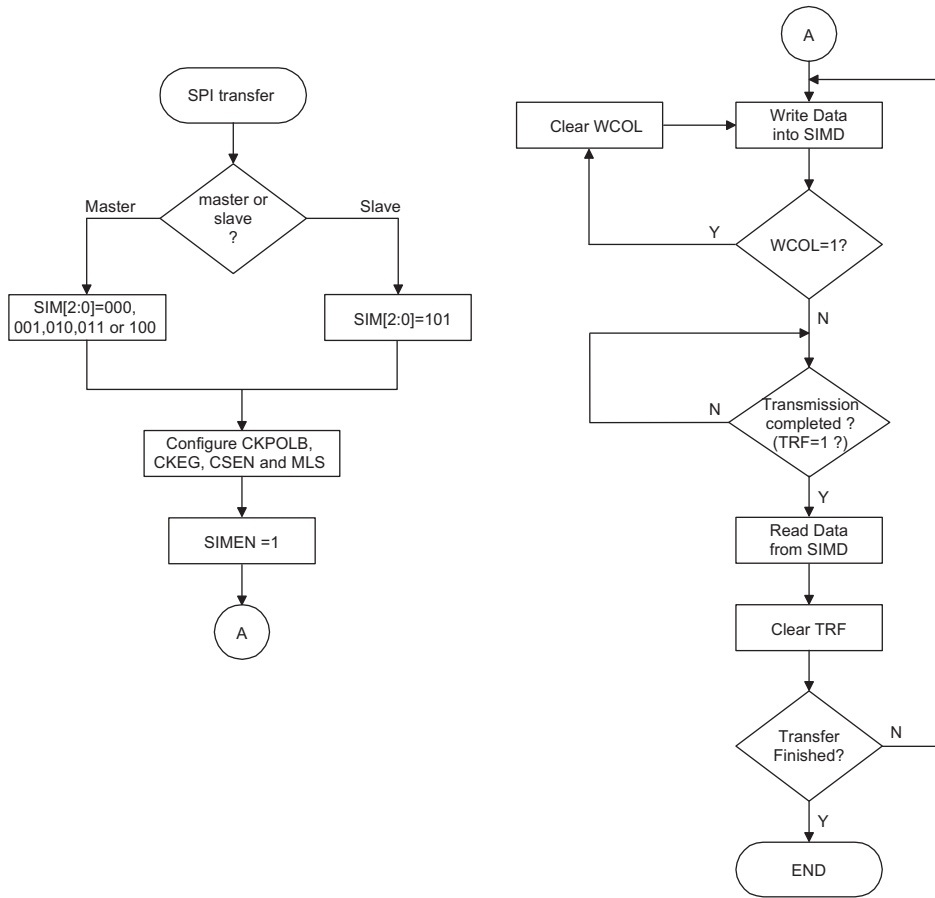 SPI transfer
master or
slave
?
Master
Slave
SIM[2:0]=000,
001,010,011 or 100
SIM[2:0]=101
Configure CKPOLB,
CKEG, CSEN and MLS
SIMEN =1
A
A
Write Data
into SIMD
Clear WCOL
Y
WCOL=1?
N
N
Transmission
completed ?
(TRF=1 ?)
Y
Read Data
from SIMD
Clear TRF
Transfer
Finished?
N
Y
END